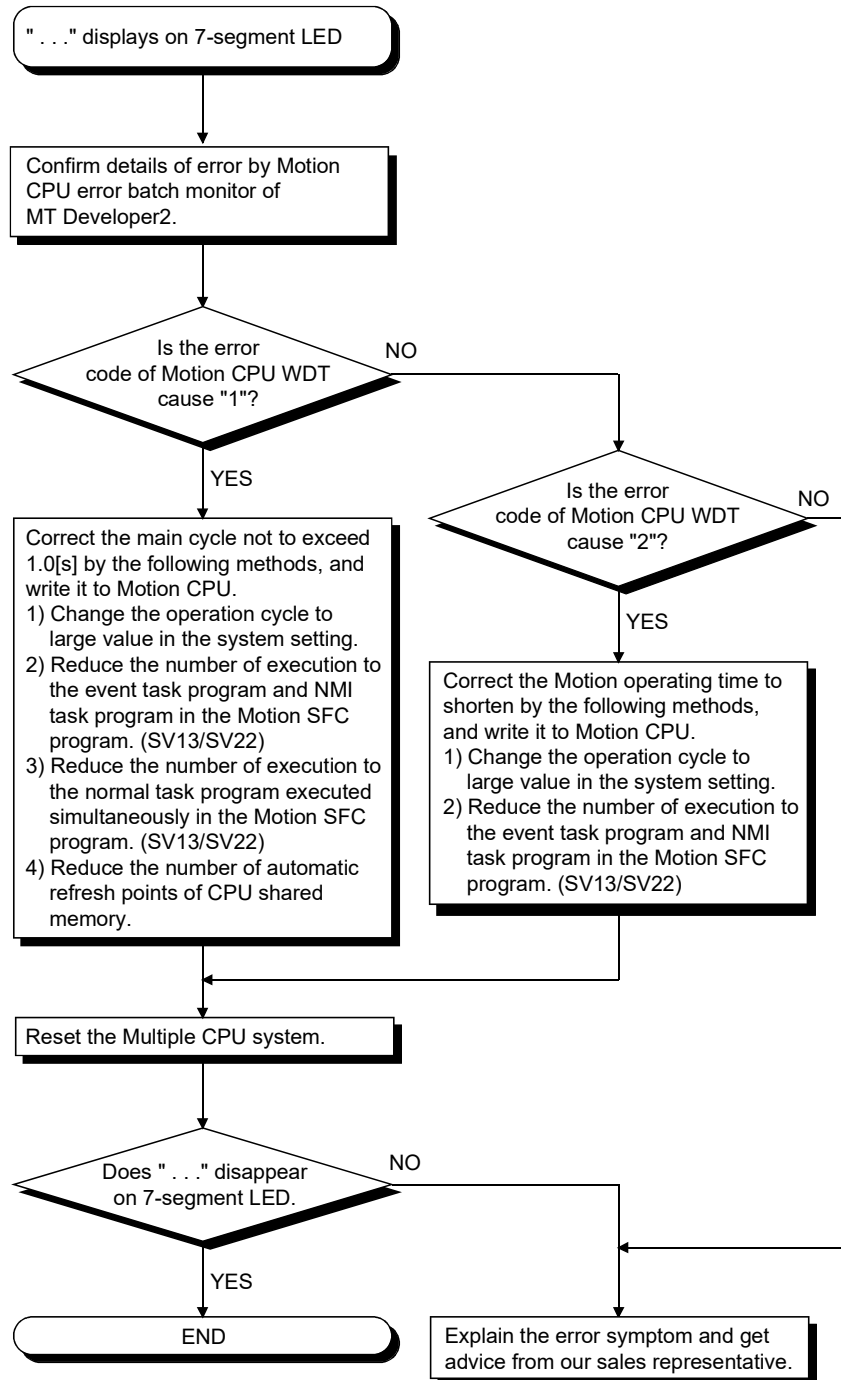 " . . ." displays on 7-segment LED
Confirm details of error by Motion
CPU error batch monitor of
MT Developer2.
Is the error
code of Motion CPU WDT
cause "1"?
NO
YES
Correct the main cycle not to exceed
1.0[s] by the following methods, and
write it to Motion CPU.
1) Change the operation cycle to
large value in the system setting.
2) Reduce the number of execution to
the event task program and NMI
task program in the Motion SFC
program. (SV13/SV22)
3) Reduce the number of execution to
the normal task program executed
simultaneously in the Motion SFC
program. (SV13/SV22)
4) Reduce the number of automatic
refresh points of CPU shared
memory.
Is the error
code of Motion CPU WDT
cause "2"?
NO
YES
Correct the Motion operating time to
shorten by the following methods,
and write it to Motion CPU.
1) Change the operation cycle to
large value in the system setting.
2) Reduce the number of execution to
the event task program and NMI
task program in the Motion SFC
program. (SV13/SV22)
Reset the Multiple CPU system.
Does " . . ." disappear
on 7-segment LED.
NO
YES
END
Explain the error symptom and get
advice from our sales representative.